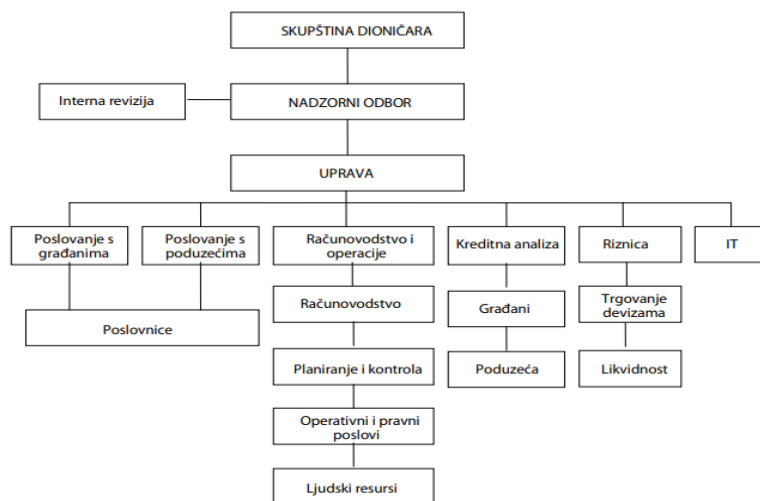 SKUPŠTINA DIONIČARA
Interna revizija
NADZORNI ODBOR
UPRAVA
Poslovanje s
građanima
Poslovanje s
poduzećima
Računovodstvo i
operacije
Kreditna analiza
Riznica
IT
Poslovnice
Računovodstvo
Građani
Trgovanje
devizama
Planiranje i kontrola
Poduzeća
Likvidnost
Operativni i pravni
poslovi
Ljudski resursi